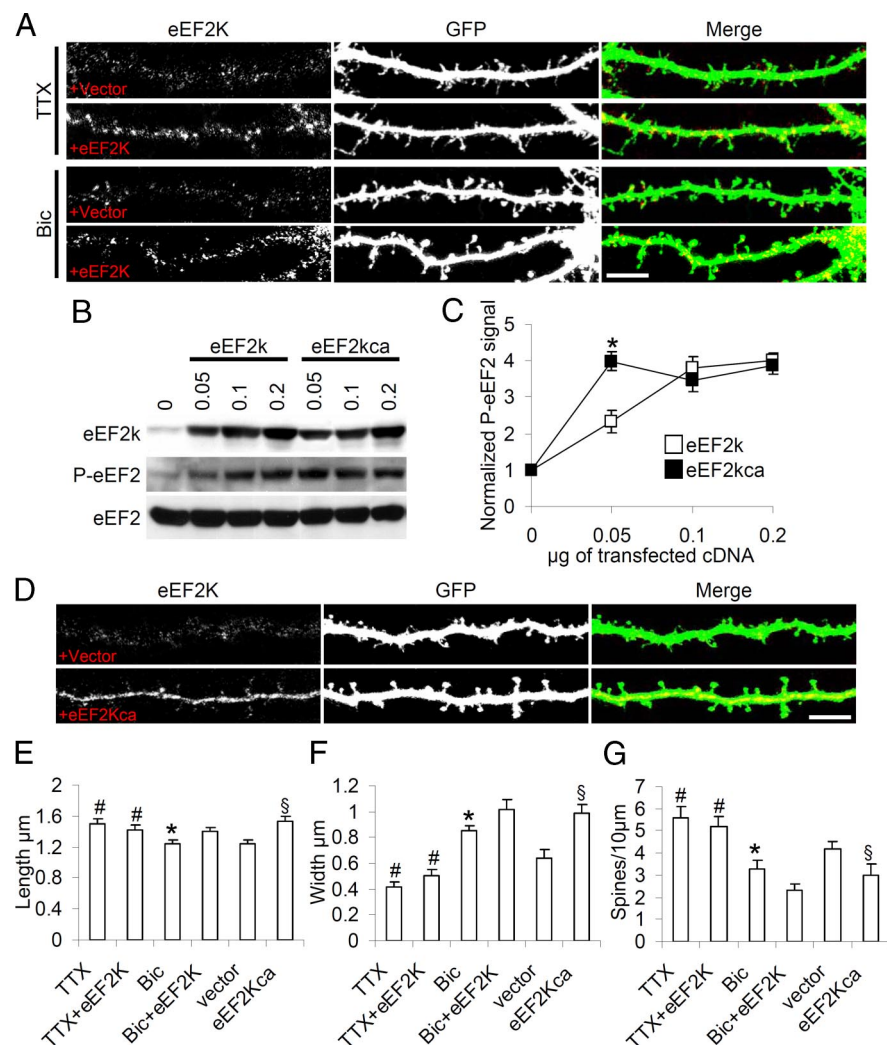 A
eEF2K GFP Merge
TTX
+Vector
+eEF2K
Bic
+Vector
+eEF2K
B
eEF2k eEF2kca
0 0.05 0.1 0.2 0.05 0.1 0.2
eEF2k
P-eEF2
eEF2
C
Normalized P-eEF2 signal
5
4
3
2
1
0
*
eEF2k
eEF2kca
0 0.05 0.1 0.2
µg of transfected cDNA
D
eEF2K GFP Merge
+Vector
+eEF2Kca
E
Length µm
2
1.6
1.2
0.8
0.4
0
# # * §
TTX TTX+eEF2K Bic Bic+eEF2K vector eEF2Kca
F
Width µm
1.2
1
0.8
0.6
0.4
0.2
0
# # * §
TTX TTX+eEF2K Bic Bic+eEF2K vector eEF2Kca
G
Spines/10µm
7
6
5
4
3
2
1
0
# # * §
TTX TTX+eEF2K Bic Bic+eEF2K vector eEF2Kca